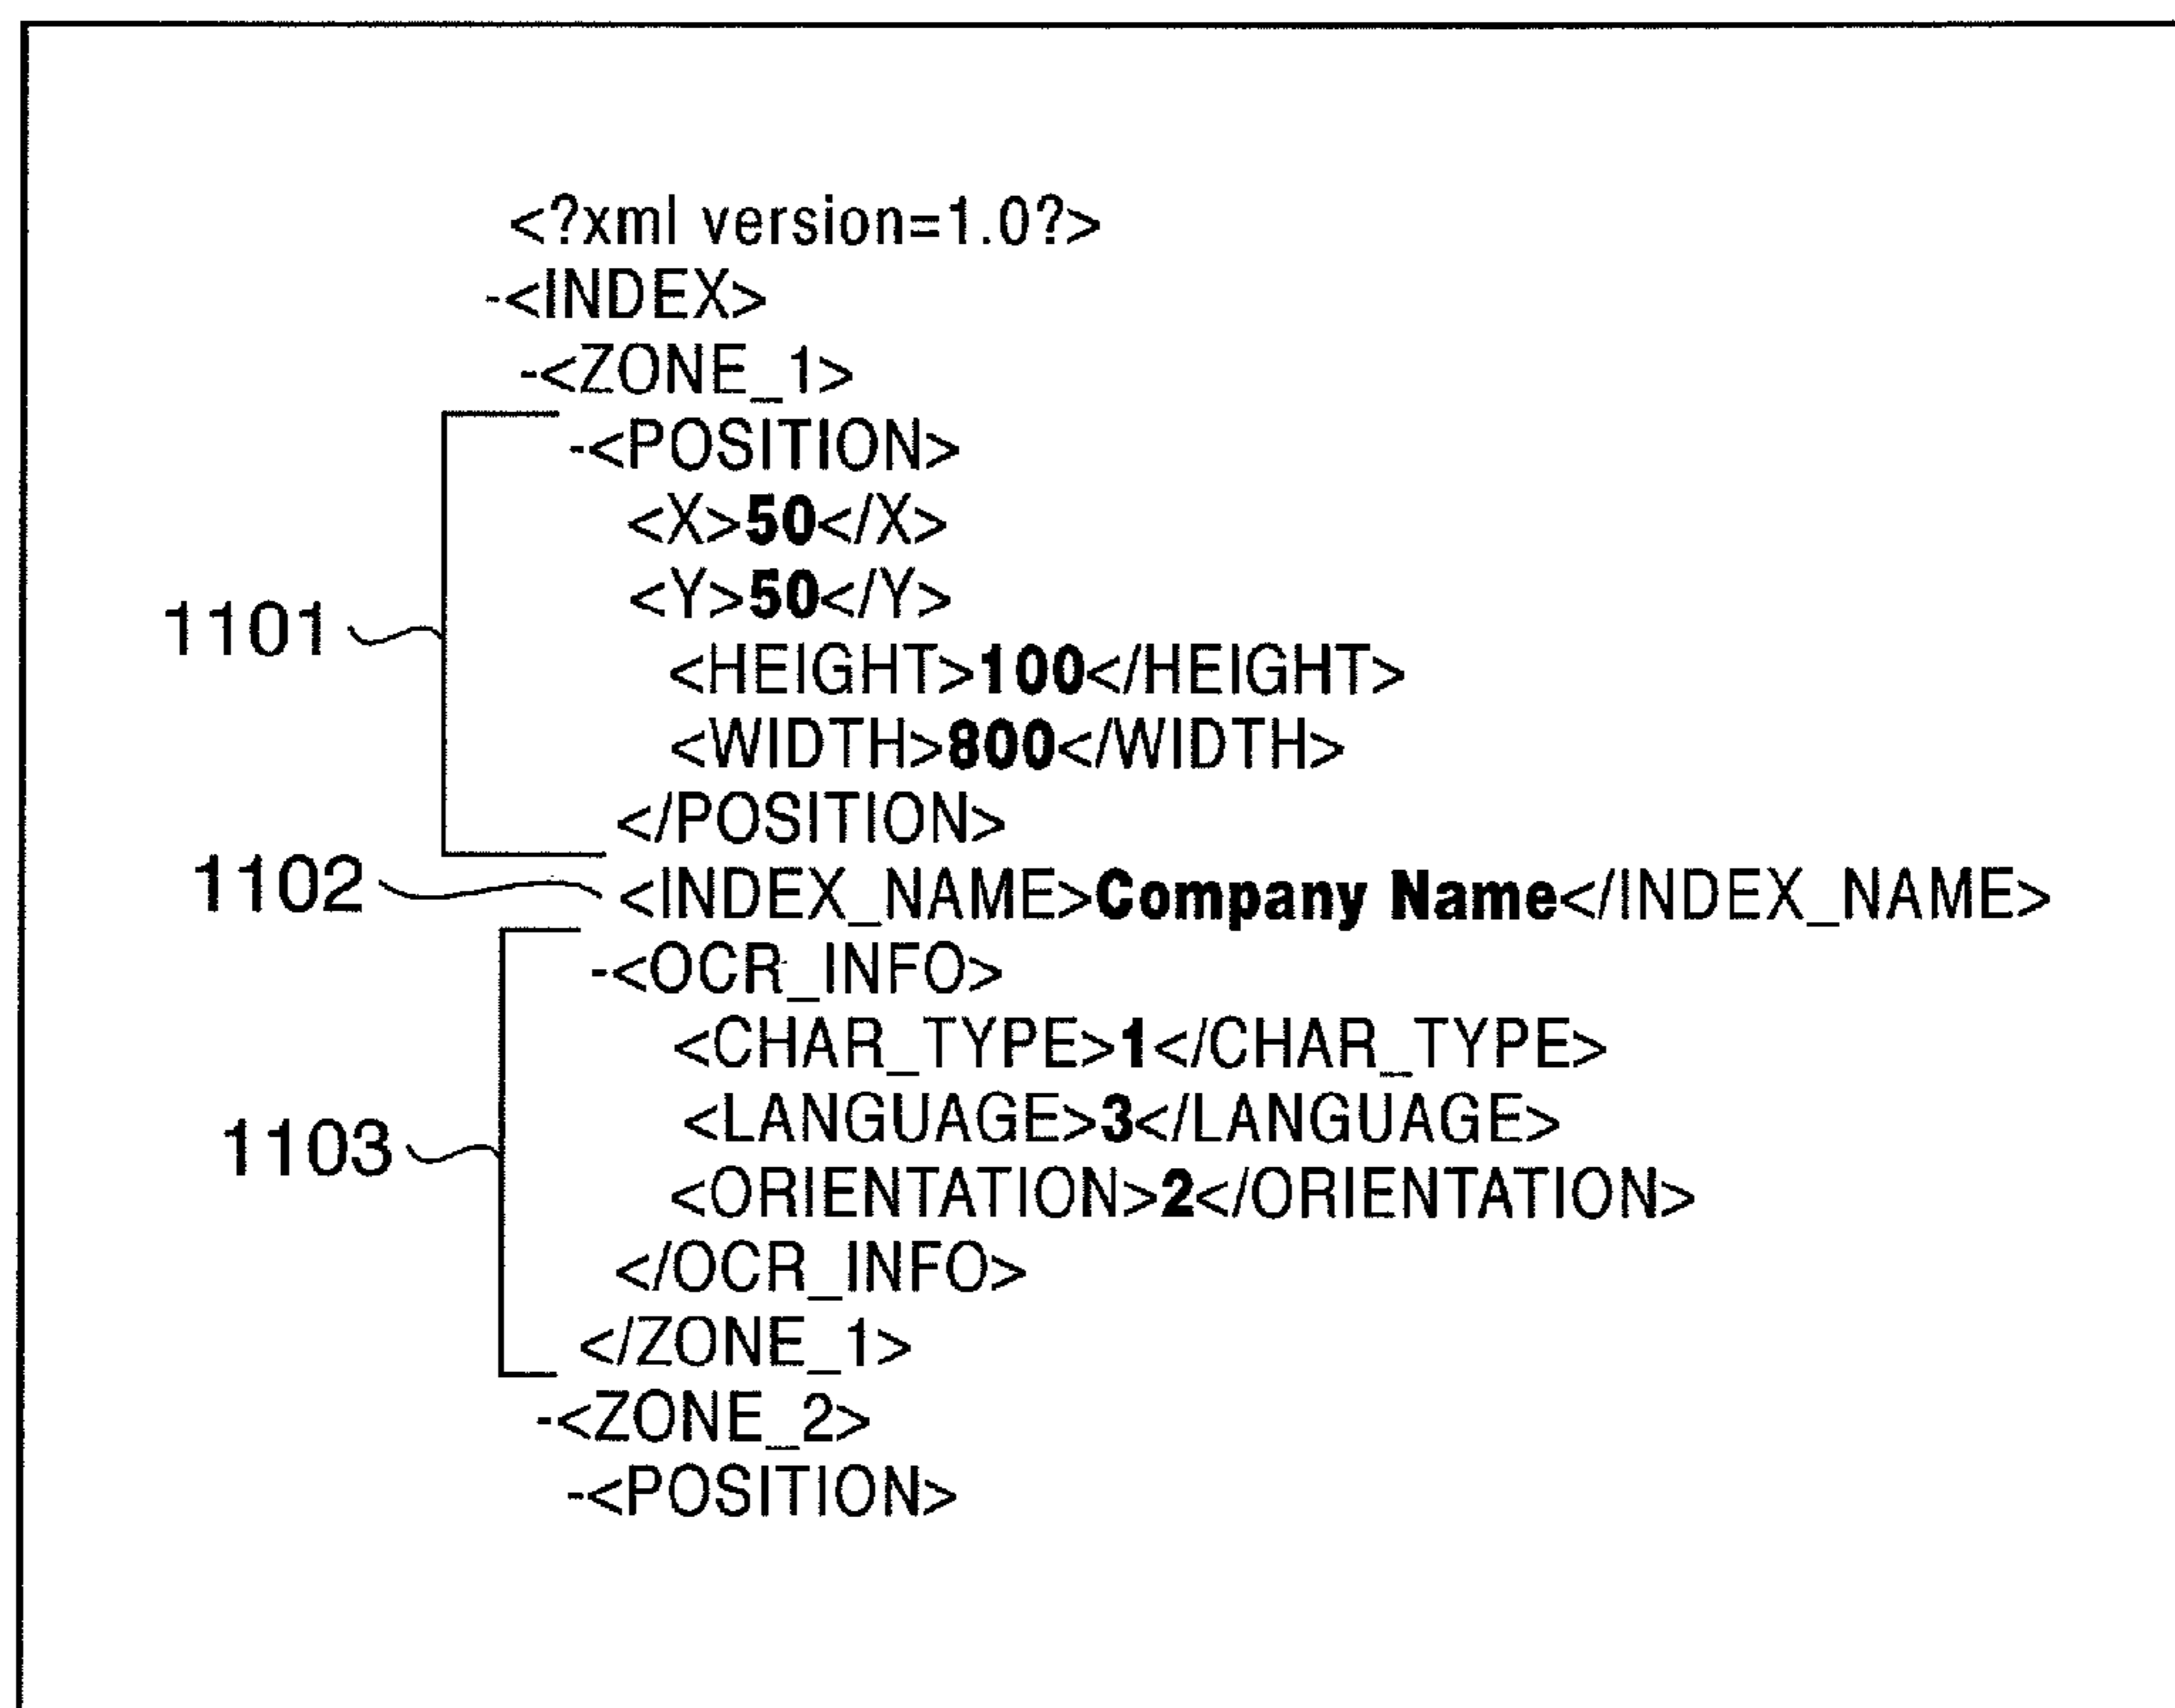 <?xml version=1.0?>
-<INDEX>
-<ZONE_1>
-<POSITION>
<X>50</X>
<Y>50</Y>
1101
<HEIGHT>100</HEIGHT>
<WIDTH>800</WIDTH>
</POSITION>
1102 <INDEX_NAME>Company Name</INDEX_NAME>
-<OCR_INFO>
<CHAR_TYPE>1</CHAR_TYPE>
<LANGUAGE>3</LANGUAGE>
1103
<ORIENTATION>2</ORIENTATION>
</OCR_INFO>
</ZONE_1>
-<ZONE_2>
-<POSITION>